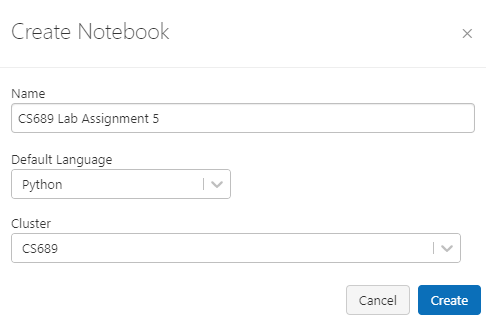 Create Notebook
×
Name
CS689 Lab Assignment 5
Default Language
Python
Cluster
CS689
Cancel Create